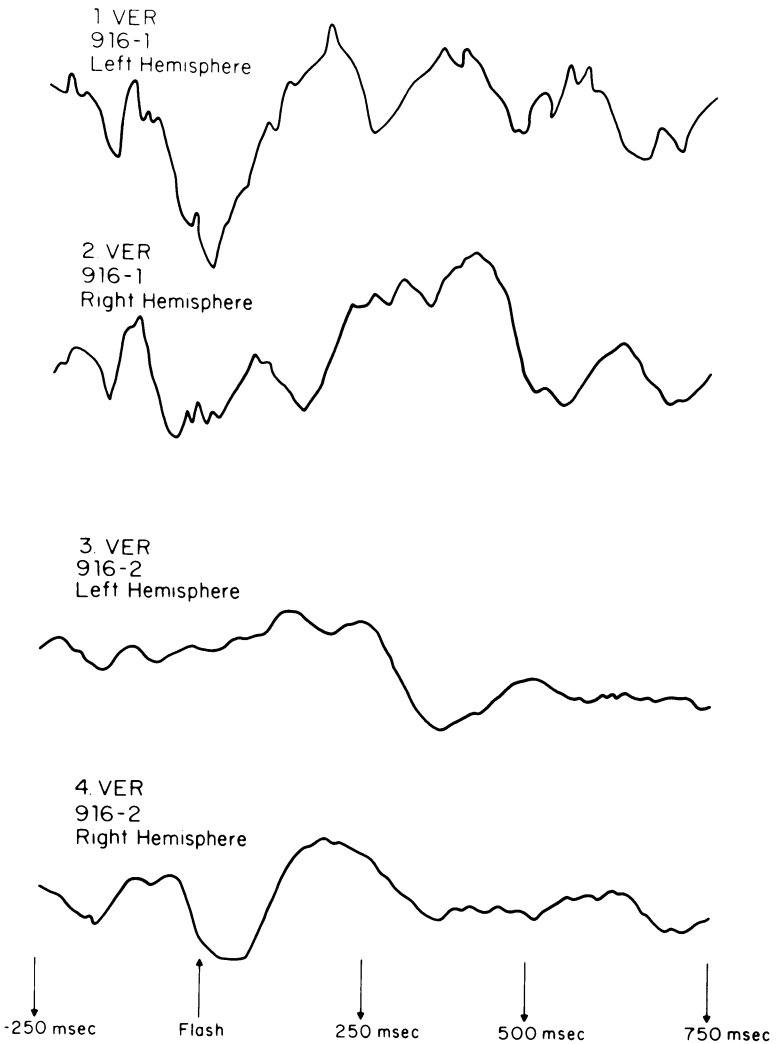 1 VER
916-1
Left Hemisphere
2. VER
916-1
Right Hemisphere
3. VER
916-2
Left Hemisphere
4. VER
916-2
Right Hemisphere
-250 msec Flash 250 msec 500 msec 750 msec